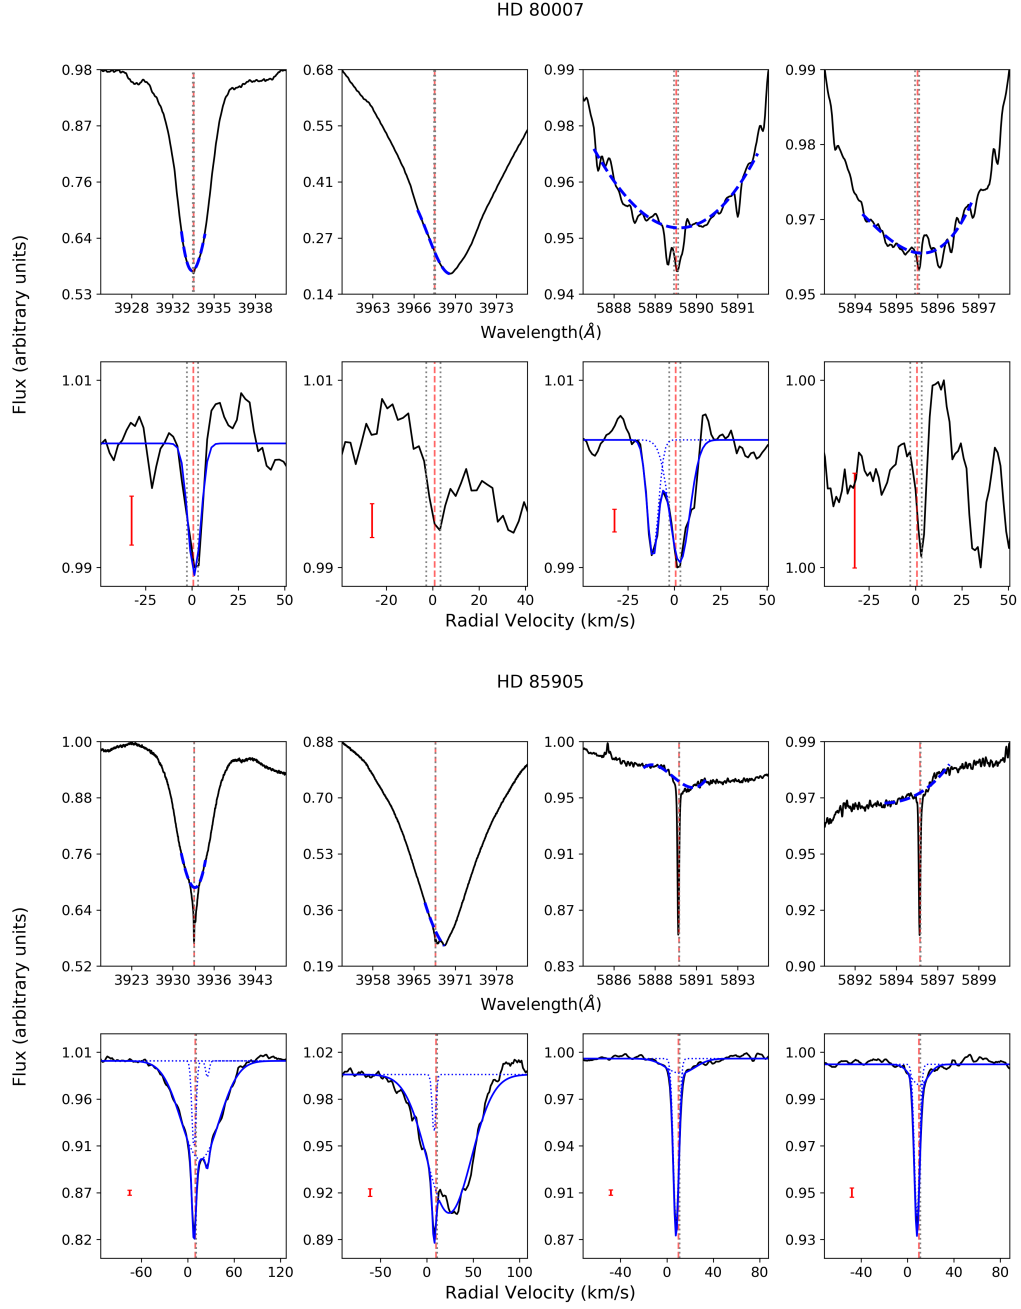 HD 80007
Flux (arbitrary units)
0.98 0.87 0.76 0.64 0.53
3928 3932 3935 3938
0.68 0.55 0.41 0.27 0.14
3963 3966 3970 3973
0.99 0.98 0.96 0.95 0.94
5888 5889 5890 5891
0.99 0.98 0.97 0.95
5894 5895 5896 5897
Wavelength(Å)
1.01 0.99
-25 0 25 50
1.01 0.99
-20 0 20 40
1.01 0.99
-25 0 25 50
1.00 1.00
-25 0 25 50
Radial Velocity (km/s)
HD 85905
Flux (arbitrary units)
1.00 0.88 0.76 0.64 0.52
3923 3930 3936 3943
0.88 0.70 0.53 0.36 0.19
3958 3965 3971 3978
1.00 0.95 0.91 0.87 0.83
5886 5888 5891 5893
0.99 0.97 0.95 0.92 0.90
5892 5894 5897 5899
Wavelength(Å)
1.01 0.96 0.91 0.87 0.82
-60 0 60 120
1.02 0.98 0.95 0.92 0.89
-50 0 50 100
1.00 0.97 0.94 0.91 0.87
-40 0 40 80
1.00 0.99 0.97 0.95 0.93
-40 0 40 80
Radial Velocity (km/s)